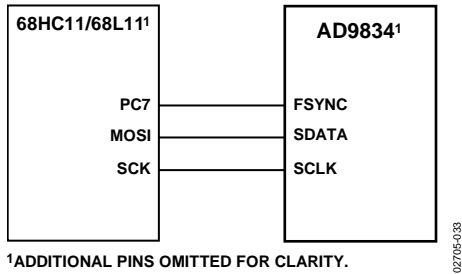 68HC11/68L11¹
AD9834¹
PC7
FSYNC
MOSI
SDATA
SCK
SCLK
¹ADDITIONAL PINS OMITTED FOR CLARITY.
02705-033